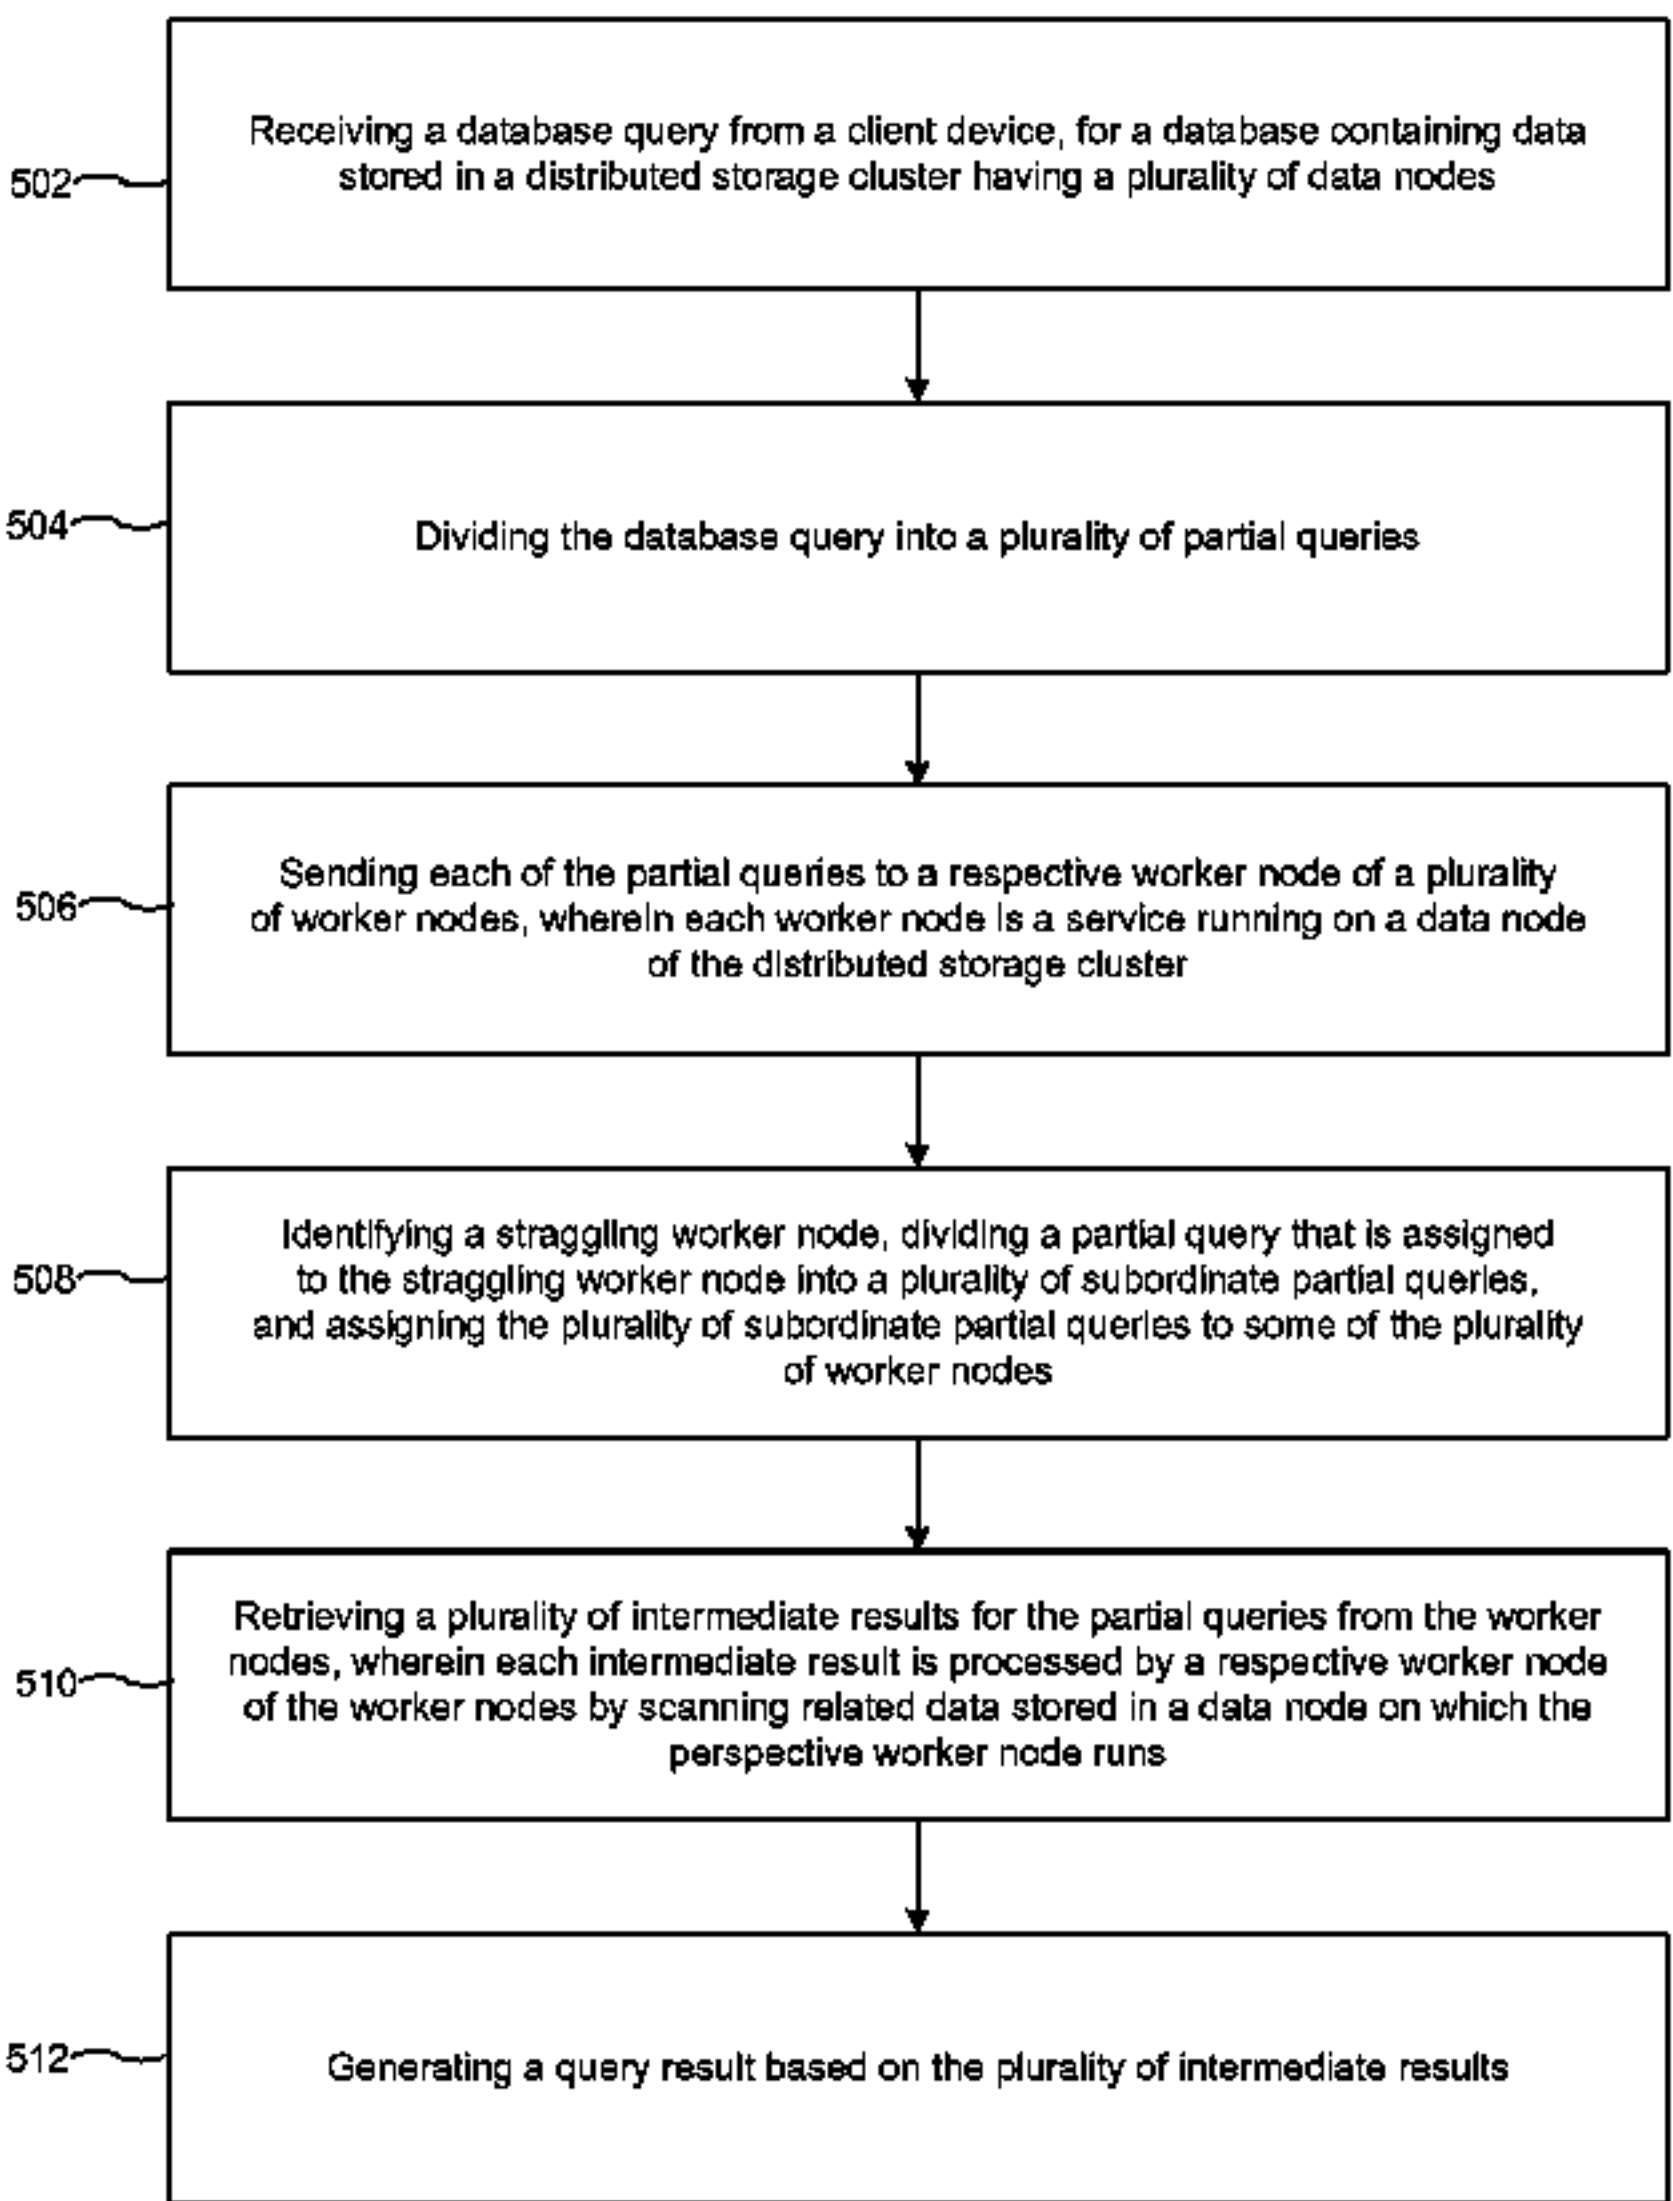 Receiving a database query from a client device, for a database containing data
stored in a distributed storage cluster having a plurality of data nodes
502
504
Dividing the database query into a plurality of partial queries
Sending each of the partial queries to a respective worker node of a plurality
506
of worker nodes, wherein each worker node is a service running on a data node
of the distributed storage cluster
Identifying a straggling worker node, dividing a partial query that is assigned
508
to the straggling worker node into a plurality of subordinate partial queries,
and assigning the plurality of subordinate partial queries to some of the plurality
of worker nodes
Retrieving a plurality of intermediate results for the partial queries from the worker
nodes, wherein each intermediate result is processed by a respective worker node
510
of the worker nodes by scanning related data stored in a data node on which the
perspective worker node runs
512
Generating a query result based on the plurality of intermediate results